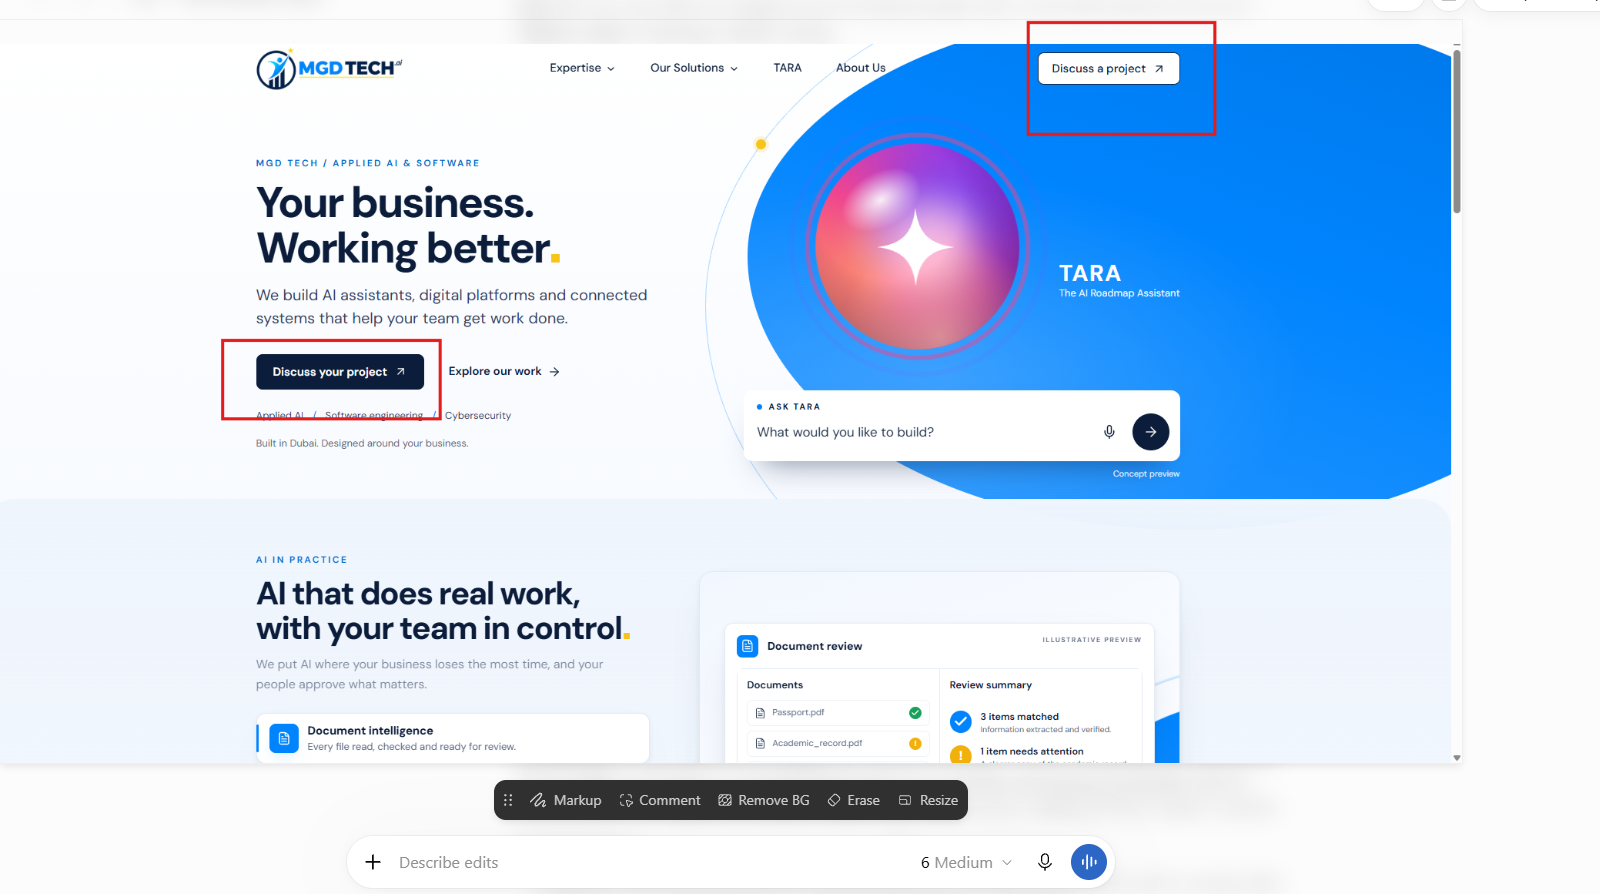 MGD TECH .ai
Expertise
Our Solutions
TARA
About Us
Discuss a project
MGD TECH / APPLIED AI & SOFTWARE
Your business.
Working better.
We build AI assistants, digital platforms and connected
systems that help your team get work done.
Discuss your project
Explore our work
Applied AI / Software engineering / Cybersecurity
Built in Dubai. Designed around your business.
TARA
The AI Roadmap Assistant
ASK TARA
What would you like to build?
Concept preview
AI IN PRACTICE
AI that does real work,
with your team in control.
We put AI where your business loses the most time, and your
people approve what matters.
Document intelligence
Every file read, checked and ready for review.
Document review
ILLUSTRATIVE PREVIEW
Documents
Passport.pdf
Academic_record.pdf
Review summary
3 items matched
Information extracted and verified.
1 item needs attention
Markup
Comment
Remove BG
Erase
Resize
Describe edits
6 Medium